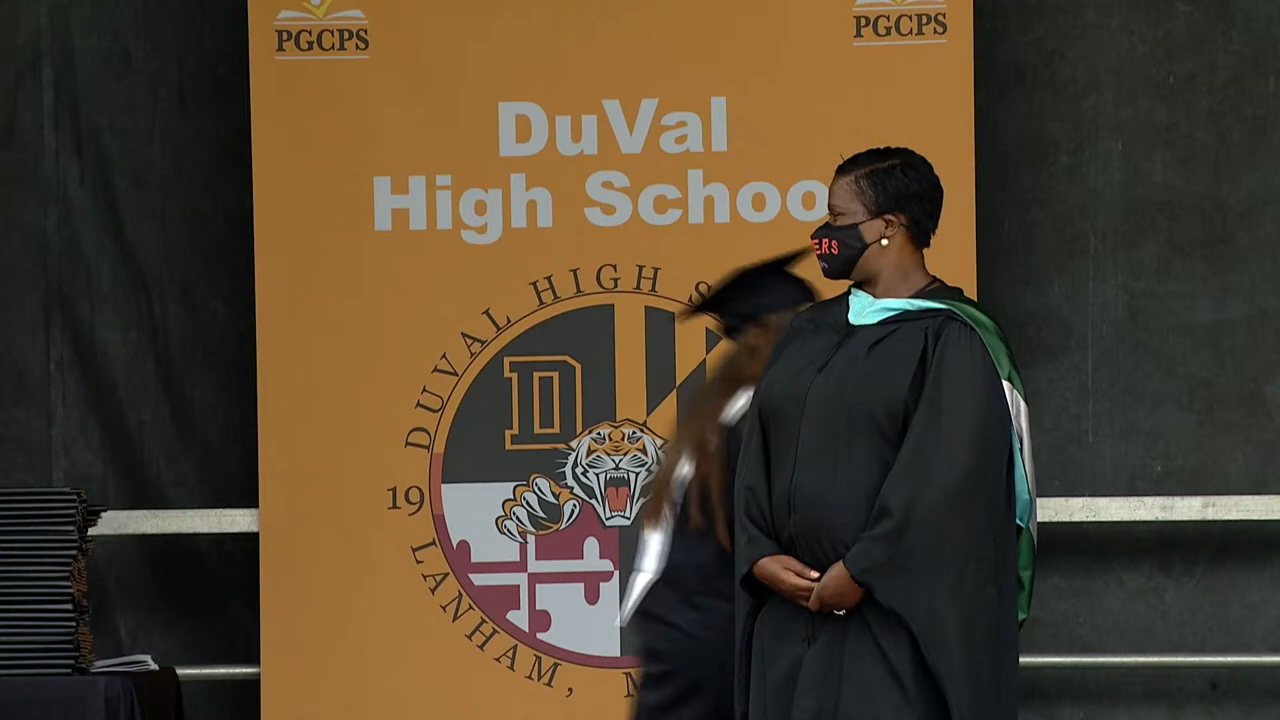 PGCPS
PGCPS
DuVal
High Schoo
DUVAL HIGH S
D
19
LANHAM, M
ERS